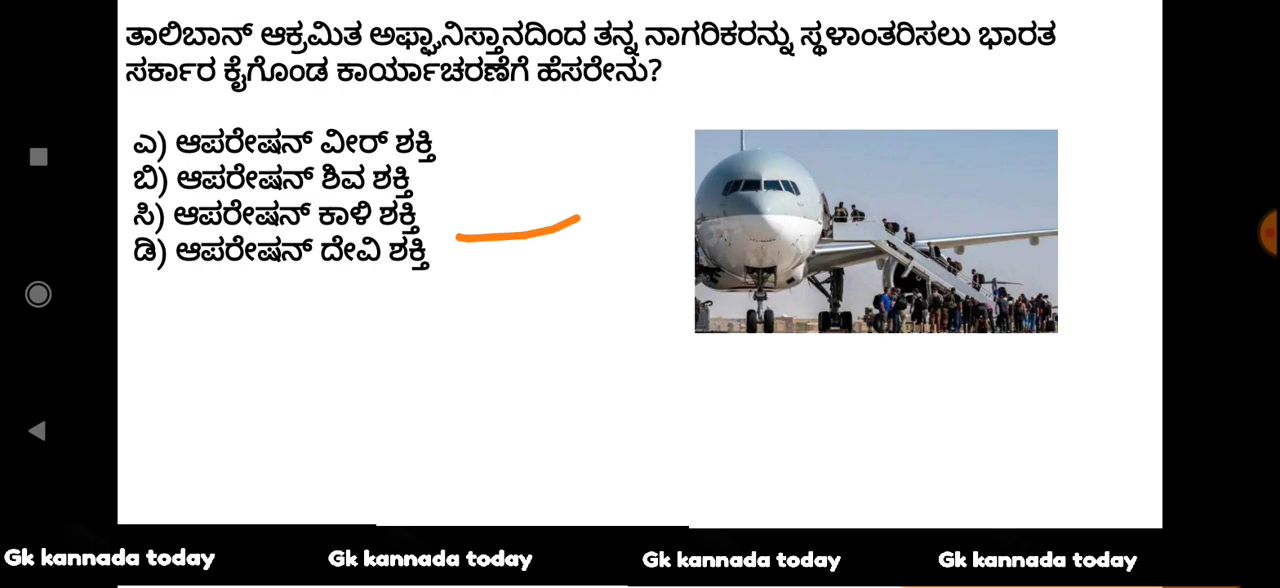 ತಾಲಿಬಾನ್ ಆಕ್ರಮಿತ ಅಫ್ಘಾನಿಸ್ತಾನದಿಂದ ತನ್ನ ನಾಗರಿಕರನ್ನು ಸ್ಥಳಾಂತರಿಸಲು ಭಾರತ
ಸರ್ಕಾರ ಕೈಗೊಂಡ ಕಾರ್ಯಾಚರಣೆಗೆ ಹೆಸರೇನು?
ಎ) ಆಪರೇಷನ್ ವೀರ್ ಶಕ್ತಿ
ಬಿ) ಆಪರೇಷನ್ ಶಿವ ಶಕ್ತಿ
ಸಿ) ಆಪರೇಷನ್ ಕಾಳಿ ಶಕ್ತಿ
ಡಿ) ಆಪರೇಷನ್ ದೇವಿ ಶಕ್ತಿ
Gk kannada today Gk kannada today Gk kannada today Gk kannada today